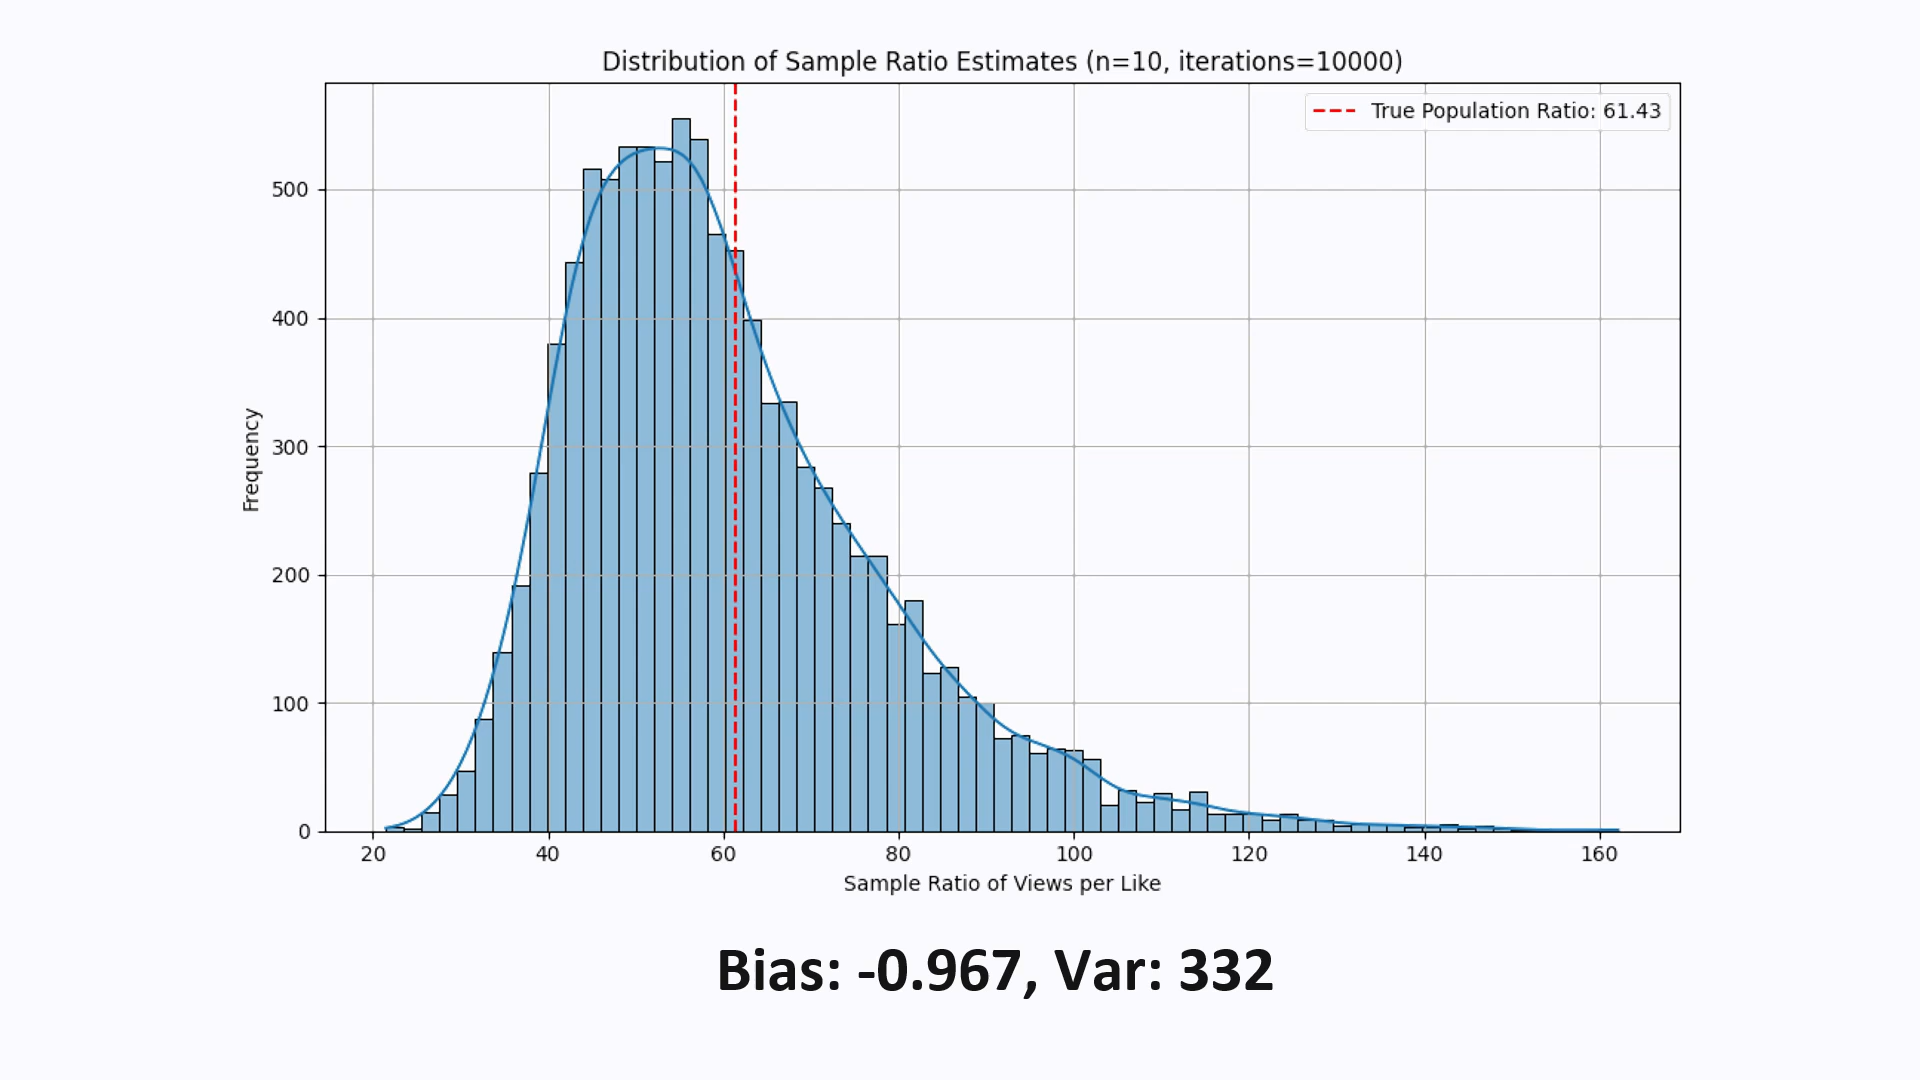 Distribution of Sample Ratio Estimates (n=10, iterations=10000)
True Population Ratio: 61.43
Frequency
500
400
300
200
100
0
20 40 60 80 100 120 140 160
Sample Ratio of Views per Like
Bias: -0.967, Var: 332